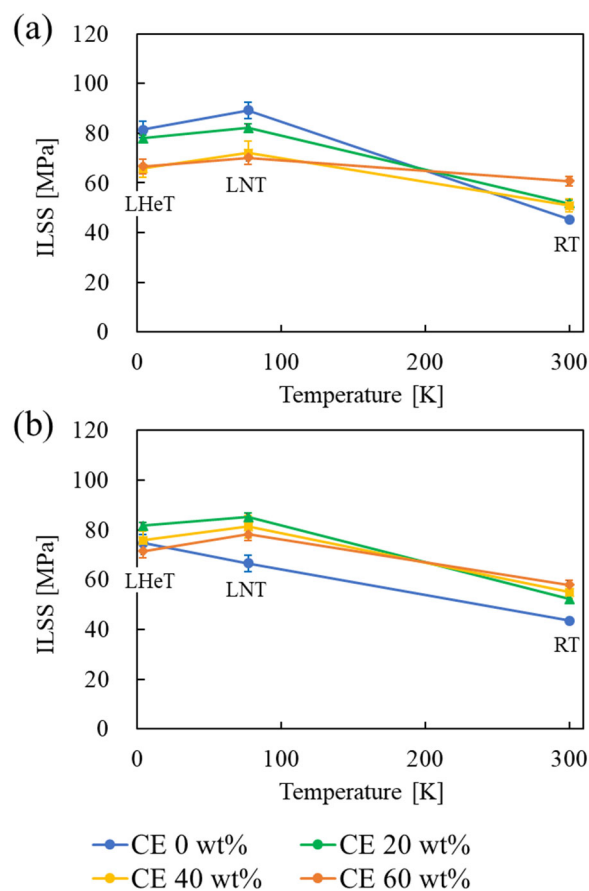 (a)
120
100
80
60
40
20
0
ILSS [MPa]
LHeT
LNT
RT
0 100 200 300
Temperature [K]
(b)
120
100
80
60
40
20
0
ILSS [MPa]
LHeT
LNT
RT
0 100 200 300
Temperature [K]
CE 0 wt% CE 20 wt%
CE 40 wt% CE 60 wt%